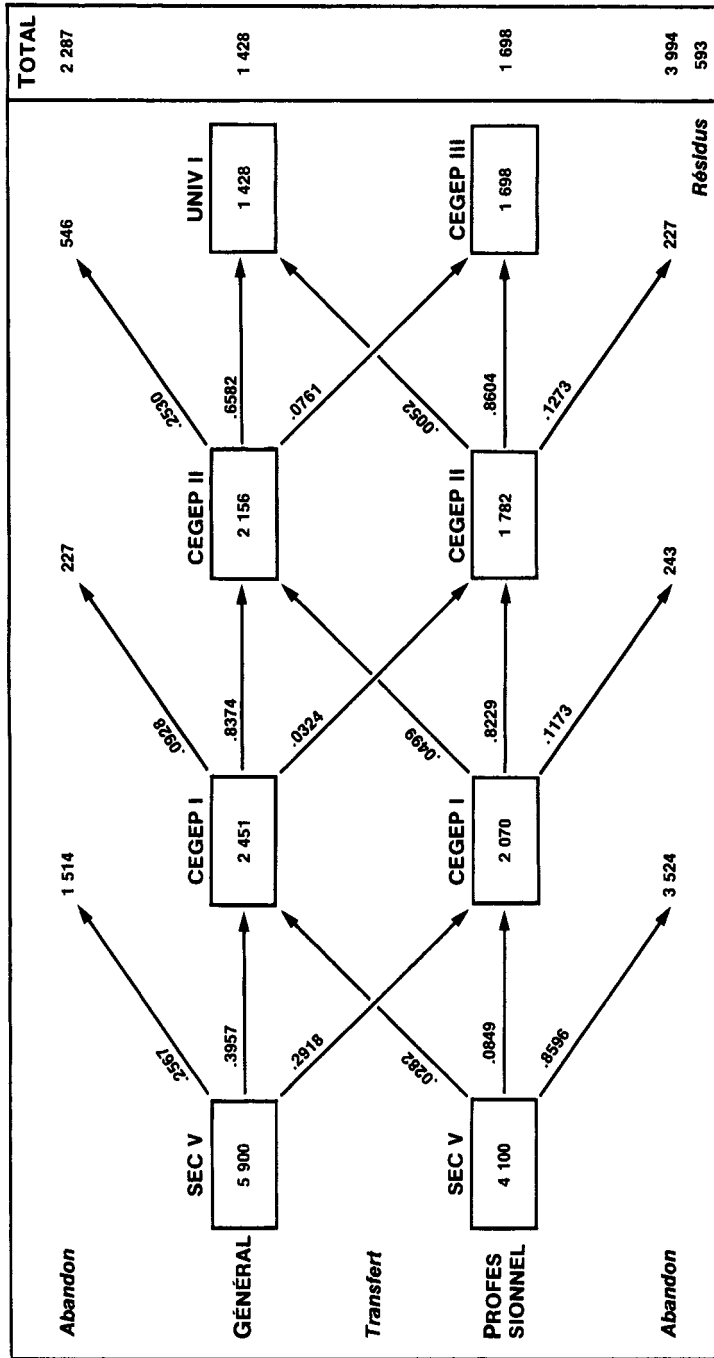 TOTAL
Abandon
1 514
227
546
2 287
.2567
.0928
.2530
SEC V
CEGEP I
CEGEP II
UNIV I
GÉNÉRAL
5 900
.3957
2 451
.8374
2 156
.6582
1 428
1 428
.2918
.0324
.0761
Transfert
.0282
.0499
.0052
SEC V
CEGEP I
CEGEP II
CEGEP III
PROFES
SIONNEL
4 100
.0849
2 070
.8229
1 782
.8604
1 698
1 698
.8596
.1173
.1273
Abandon
3 524
243
227
3 994
Résidus
593